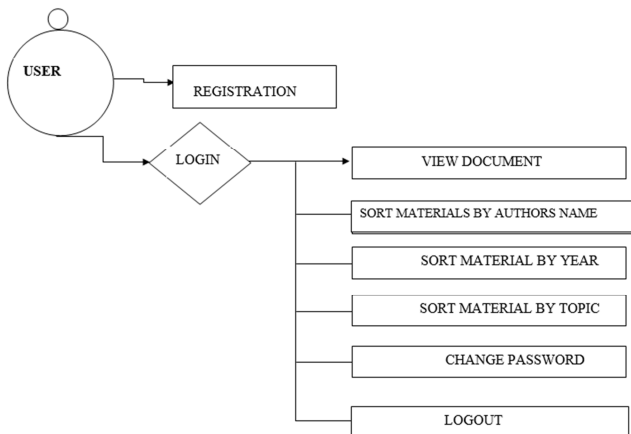 USER
REGISTRATION
LOGIN
VIEW DOCUMENT
SORT MATERIALS BY AUTHORS NAME
SORT MATERIAL BY YEAR
SORT MATERIAL BY TOPIC
CHANGE PASSWORD
LOGOUT